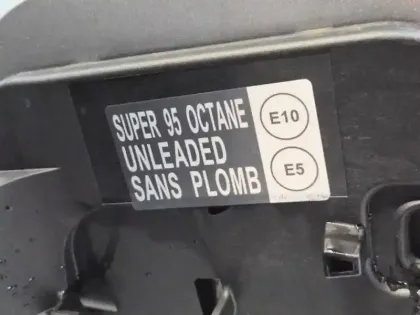 SUPER 95 OCTANE
UNLEADED
SANS PLOMB
E10
E5